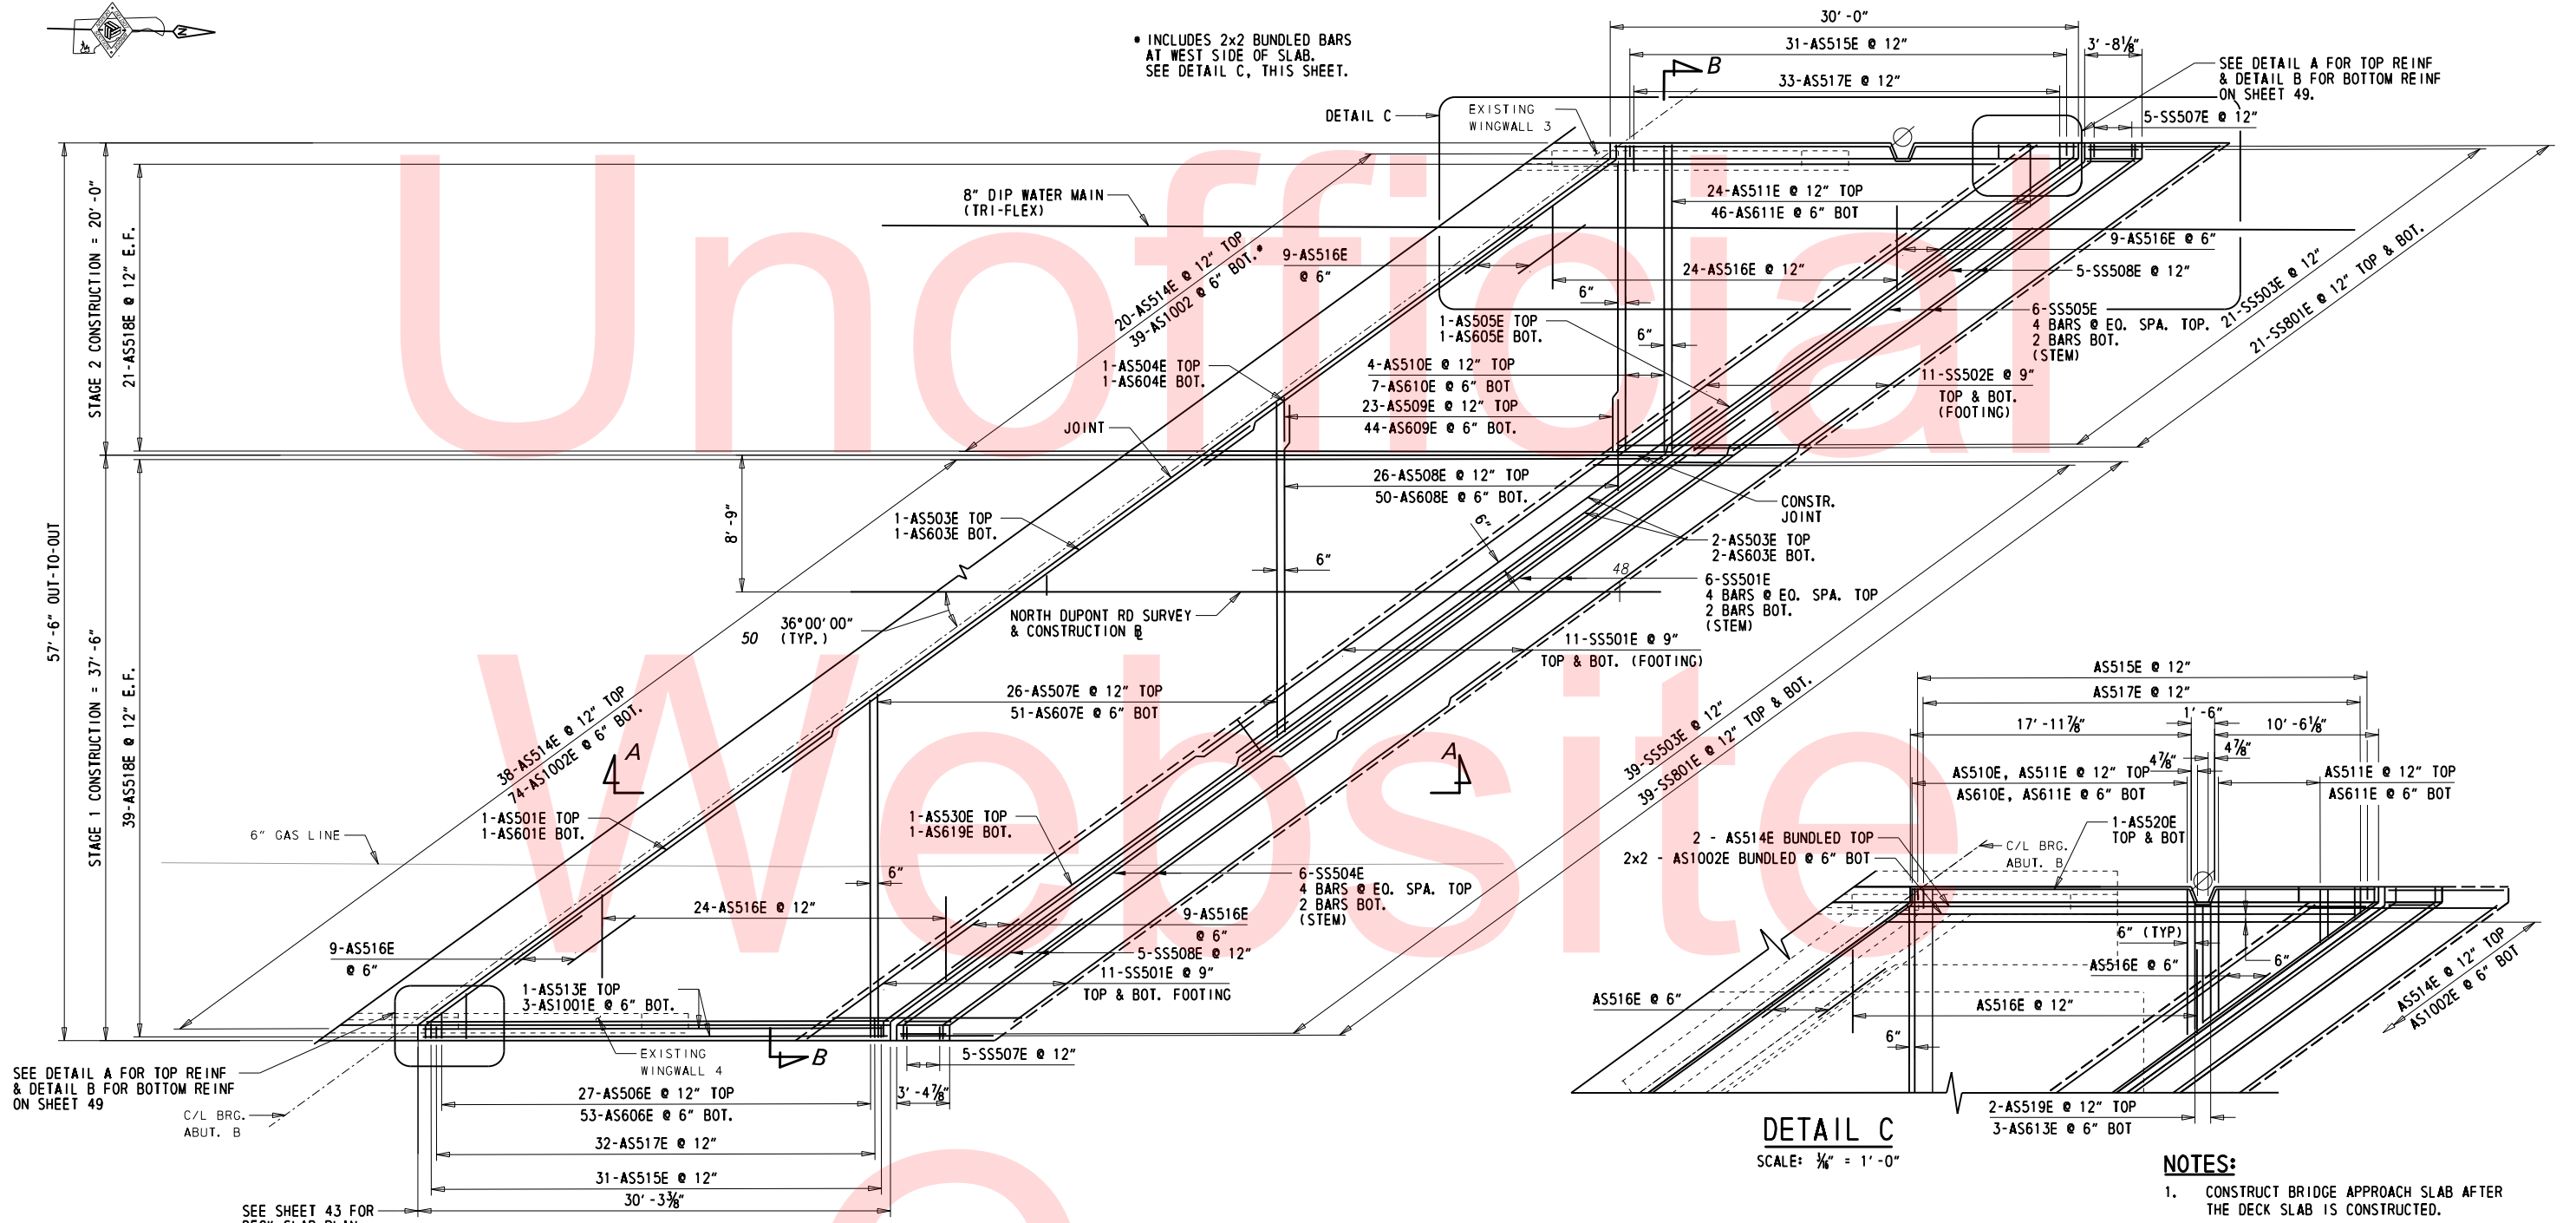 • INCLUDES 2x2 BUNDLED BARS
AT WEST SIDE OF SLAB.
SEE DETAIL C, THIS SHEET.
30'-0"
31-AS515E @ 12"
33-AS517E @ 12"
3'-8⅛"
B
SEE DETAIL A FOR TOP REINF
& DETAIL B FOR BOTTOM REINF
ON SHEET 49.
5-SS507E @ 12"
DETAIL C
EXISTING
WINGWALL 3
8" DIP WATER MAIN
(TRI-FLEX)
24-AS511E @ 12" TOP
46-AS611E @ 6" BOT
20-AS514E @ 12" TOP
39-AS1002 @ 6" BOT.*
9-AS516E
@ 6"
24-AS516E @ 12"
9-AS516E @ 6"
5-SS508E @ 12"
6"
6-SS505E
4 BARS @ EQ. SPA. TOP.
2 BARS BOT.
(STEM)
21-SS503E @ 12"
21-SS801E @ 12" TOP & BOT.
1-AS505E TOP
1-AS605E BOT.
6"
1-AS504E TOP
1-AS604E BOT.
4-AS510E @ 12" TOP
7-AS610E @ 6" BOT
23-AS509E @ 12" TOP
44-AS609E @ 6" BOT.
11-SS502E @ 9"
TOP & BOT.
(FOOTING)
57'-6" OUT-TO-OUT
STAGE 2 CONSTRUCTION = 20'-0"
21-AS518E @ 12" E.F.
STAGE 1 CONSTRUCTION = 37'-6"
39-AS518E @ 12" E.F.
JOINT
26-AS508E @ 12" TOP
50-AS608E @ 6" BOT.
CONSTR.
JOINT
8'-9"
1-AS503E TOP
1-AS603E BOT.
6"
2-AS503E TOP
2-AS603E BOT.
6"
48
6-SS501E
4 BARS @ EQ. SPA. TOP
2 BARS BOT.
(STEM)
50
36°00'00"
(TYP.)
NORTH DUPONT RD SURVEY
& CONSTRUCTION ℄
11-SS501E @ 9"
TOP & BOT. (FOOTING)
38-AS514E @ 12" TOP
74-AS1002E @ 6" BOT.
26-AS507E @ 12" TOP
51-AS607E @ 6" BOT
39-SS503E @ 12"
39-SS801E @ 12" TOP & BOT.
A
A
6" GAS LINE
1-AS501E TOP
1-AS601E BOT.
1-AS530E TOP
1-AS619E BOT.
6"
6-SS504E
4 BARS @ EQ. SPA. TOP
2 BARS BOT.
(STEM)
24-AS516E @ 12"
9-AS516E
@ 6"
9-AS516E
@ 6"
5-SS508E @ 12"
11-SS501E @ 9"
TOP & BOT. FOOTING
1-AS513E TOP
3-AS1001E @ 6" BOT.
EXISTING
WINGWALL 4
B
5-SS507E @ 12"
SEE DETAIL A FOR TOP REINF
& DETAIL B FOR BOTTOM REINF
ON SHEET 49
C/L BRG.
ABUT. B
27-AS506E @ 12" TOP
53-AS606E @ 6" BOT.
3'-4⅞"
32-AS517E @ 12"
31-AS515E @ 12"
30'-3⅜"
SEE SHEET 43 FOR
DECK SLAB PLAN
AS515E @ 12"
AS517E @ 12"
17'-11⅞"
1'-6"
10'-6⅛"
4⅞"
4⅞"
AS510E, AS511E @ 12" TOP
AS610E, AS611E @ 6" BOT
AS511E @ 12" TOP
AS611E @ 6" BOT
1-AS520E
TOP & BOT
2 - AS514E BUNDLED TOP
2x2 - AS1002E BUNDLED @ 6" BOT
C/L BRG.
ABUT. B
6" (TYP)
6"
AS516E @ 6"
AS516E @ 6"
AS516E @ 12"
AS514E @ 12" TOP
AS1002E @ 6" BOT
6"
2-AS519E @ 12" TOP
3-AS613E @ 6" BOT
DETAIL C
SCALE: 3/16" = 1'-0"
NOTES:
1. CONSTRUCT BRIDGE APPROACH SLAB AFTER
THE DECK SLAB IS CONSTRUCTED.
Unofficial
Website